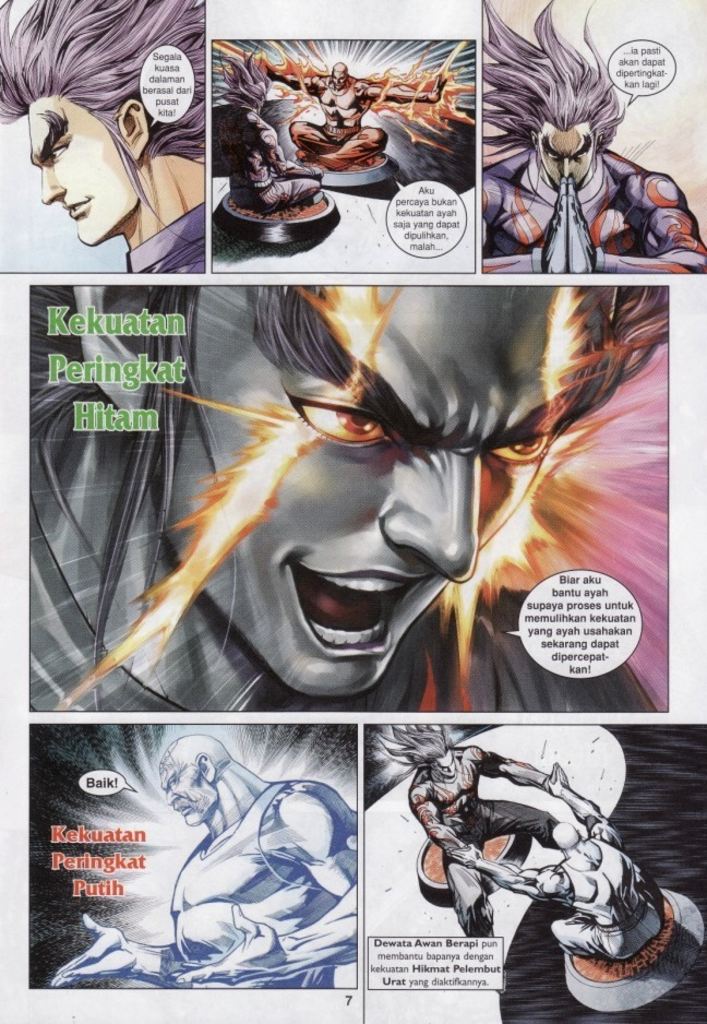 Segala
kuasa
dalaman
berasal dari
pusat
kita!
Aku
percaya bukan
kekuatan ayah
saja yang dapat
dipulihkan,
malah...
...ia pasti
akan dapat
dipertingkat-
kan lagi!
Kekuatan
Peringkat
Hitam
Biar aku
bantu ayah
supaya proses untuk
memulihkan kekuatan
yang ayah usahakan
sekarang dapat
dipercepat-
kan!
Baik!
Kekuatan
Peringkat
Putih
Dewata Awan Berapi pun
membantu bapanya dengan
kekuatan Hikmat Pelembut
Urat yang diaktifkannya.
7